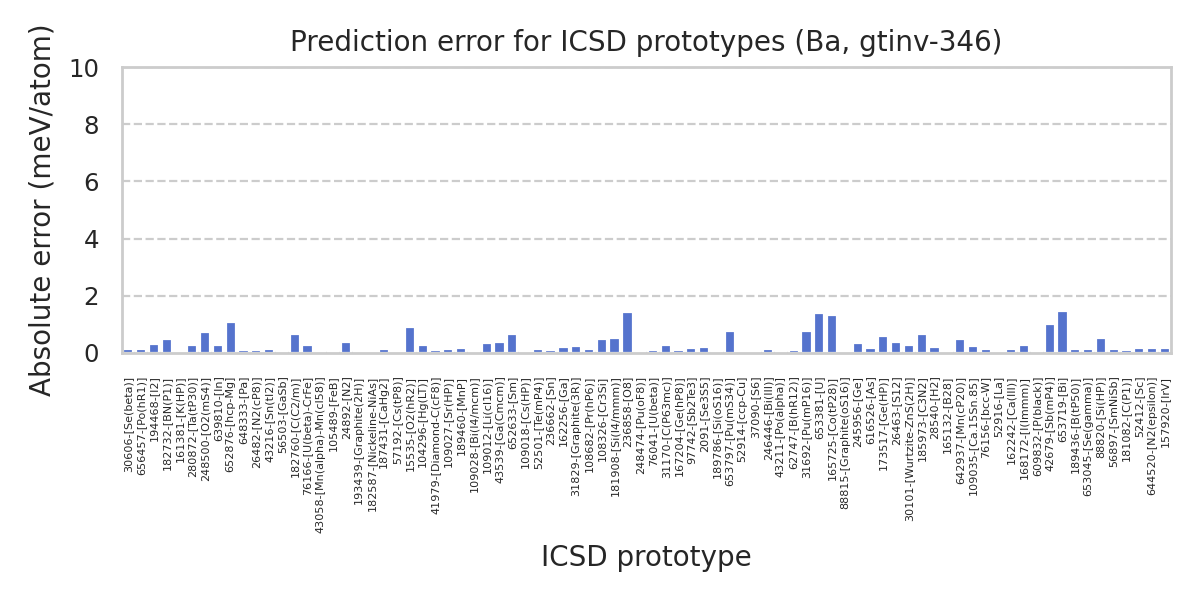 Prediction error for ICSD prototypes (Ba, gtinv-346)
Absolute error (meV/atom)
10
8
6
4
2
0
30606-[Se(beta)]
656457-[Po(hR1)]
194468-[I2]
182732-[BN(P1)]
161381-[K(HP)]
280872-[Ta(tP30)]
248500-[O2(mS4)]
639810-[In]
652876-[hcp-Mg]
648333-[Pa]
26482-[N2(cP8)]
43216-[Sn(tI2)]
56503-[GaSb]
182760-[C(C2/m)]
76166-[U(beta)-CrFe]
43058-[Mn(alpha)-Mn(cI58)]
105489-[FeB]
24892-[N2]
193439-[Graphite(2H)]
182587-[Nickeline-NiAs]
187431-[CaHg2]
57192-[Cs(tP8)]
15535-[O2(hR2)]
104296-[Hg(LT)]
41979-[Diamond-C(cF8)]
109027-[Sr(HP)]
189460-[MnP]
109028-[Bi(I4/mcm)]
109012-[Li(cI16)]
43539-[Ga(Cmcm)]
652633-[Sm]
109018-[Cs(HP)]
52501-[Te(mP4)]
236662-[Sn]
162256-[Ga]
31829-[Graphite(3R)]
108682-[Pr(hP6)]
108326-[Cr3Si]
181908-[Si(I4/mmm)]
236858-[O8]
248474-[Pu(oF8)]
76041-[U(beta)]
31170-[C(P63mc)]
167204-[Ge(hP8)]
97742-[Sb2Te3]
2091-[Se3S5]
189786-[Si(oS16)]
653797-[Pu(mS34)]
52914-[ccp-Cu]
37090-[S6]
246446-[Bi(III)]
43211-[Po(alpha)]
62747-[B(hR12)]
31692-[Pu(mP16)]
653381-[U]
165725-[Co(tP28)]
88815-[Graphite(oS16)]
245956-[Ge]
616526-[As]
173517-[Ge(HP)]
26463-[S12]
30101-[Wurtzite-ZnS(2H)]
185973-[C3N2]
28540-[H2]
165132-[B28]
642937-[Mn(cP20)]
109035-[Ca.15Sn.85]
76156-[bcc-W]
52916-[La]
162242-[Ca(III)]
168172-[I(Immm)]
609832-[P(black)]
42679-[Sb(mP4)]
653719-[Bi]
189436-[B(tP50)]
653045-[Se(gamma)]
88820-[Si(HP)]
56897-[SmNiSb]
181082-[C(P1)]
52412-[Sc]
644520-[N2(epsilon)]
157920-[IrV]
ICSD prototype